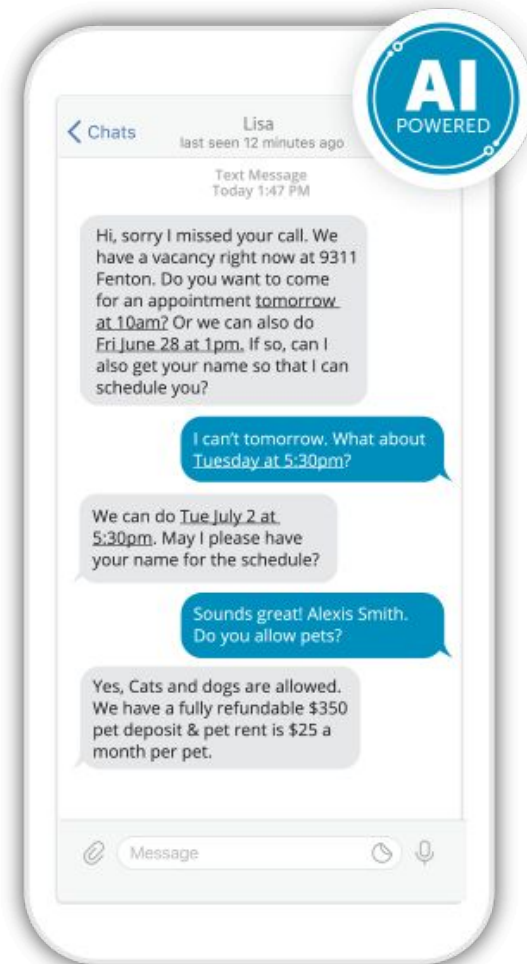 AI
POWERED
Chats
Lisa
last seen 12 minutes ago
Text Message
Today 1:47 PM
Hi, sorry I missed your call. We
have a vacancy right now at 9311
Fenton. Do you want to come
for an appointment tomorrow
at 10am? Or we can also do
Fri June 28 at 1pm. If so, can I
also get your name so that I can
schedule you?
I can't tomorrow. What about
Tuesday at 5:30pm?
We can do Tue July 2 at
5:30pm. May I please have
your name for the schedule?
Sounds great! Alexis Smith.
Do you allow pets?
Yes, Cats and dogs are allowed.
We have a fully refundable $350
pet deposit & pet rent is $25 a
month per pet.
Message